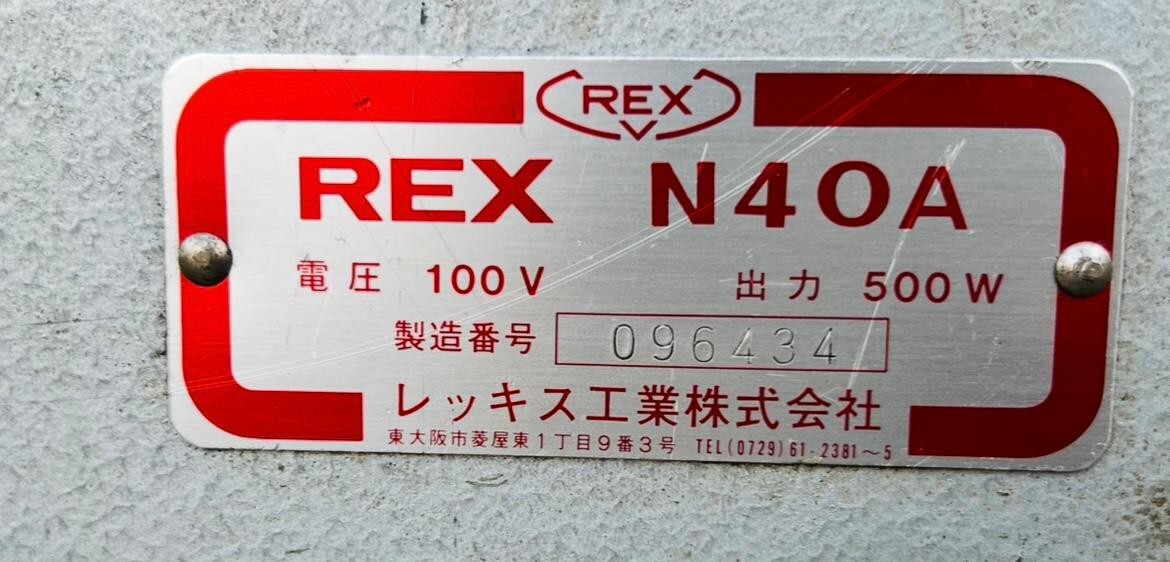 REX
REX N40A
電圧 100V 出力 500W
製造番号 096434
レッキス工業株式会社
東大阪市菱屋東1丁目9番3号 TEL(0729)61-2381〜5